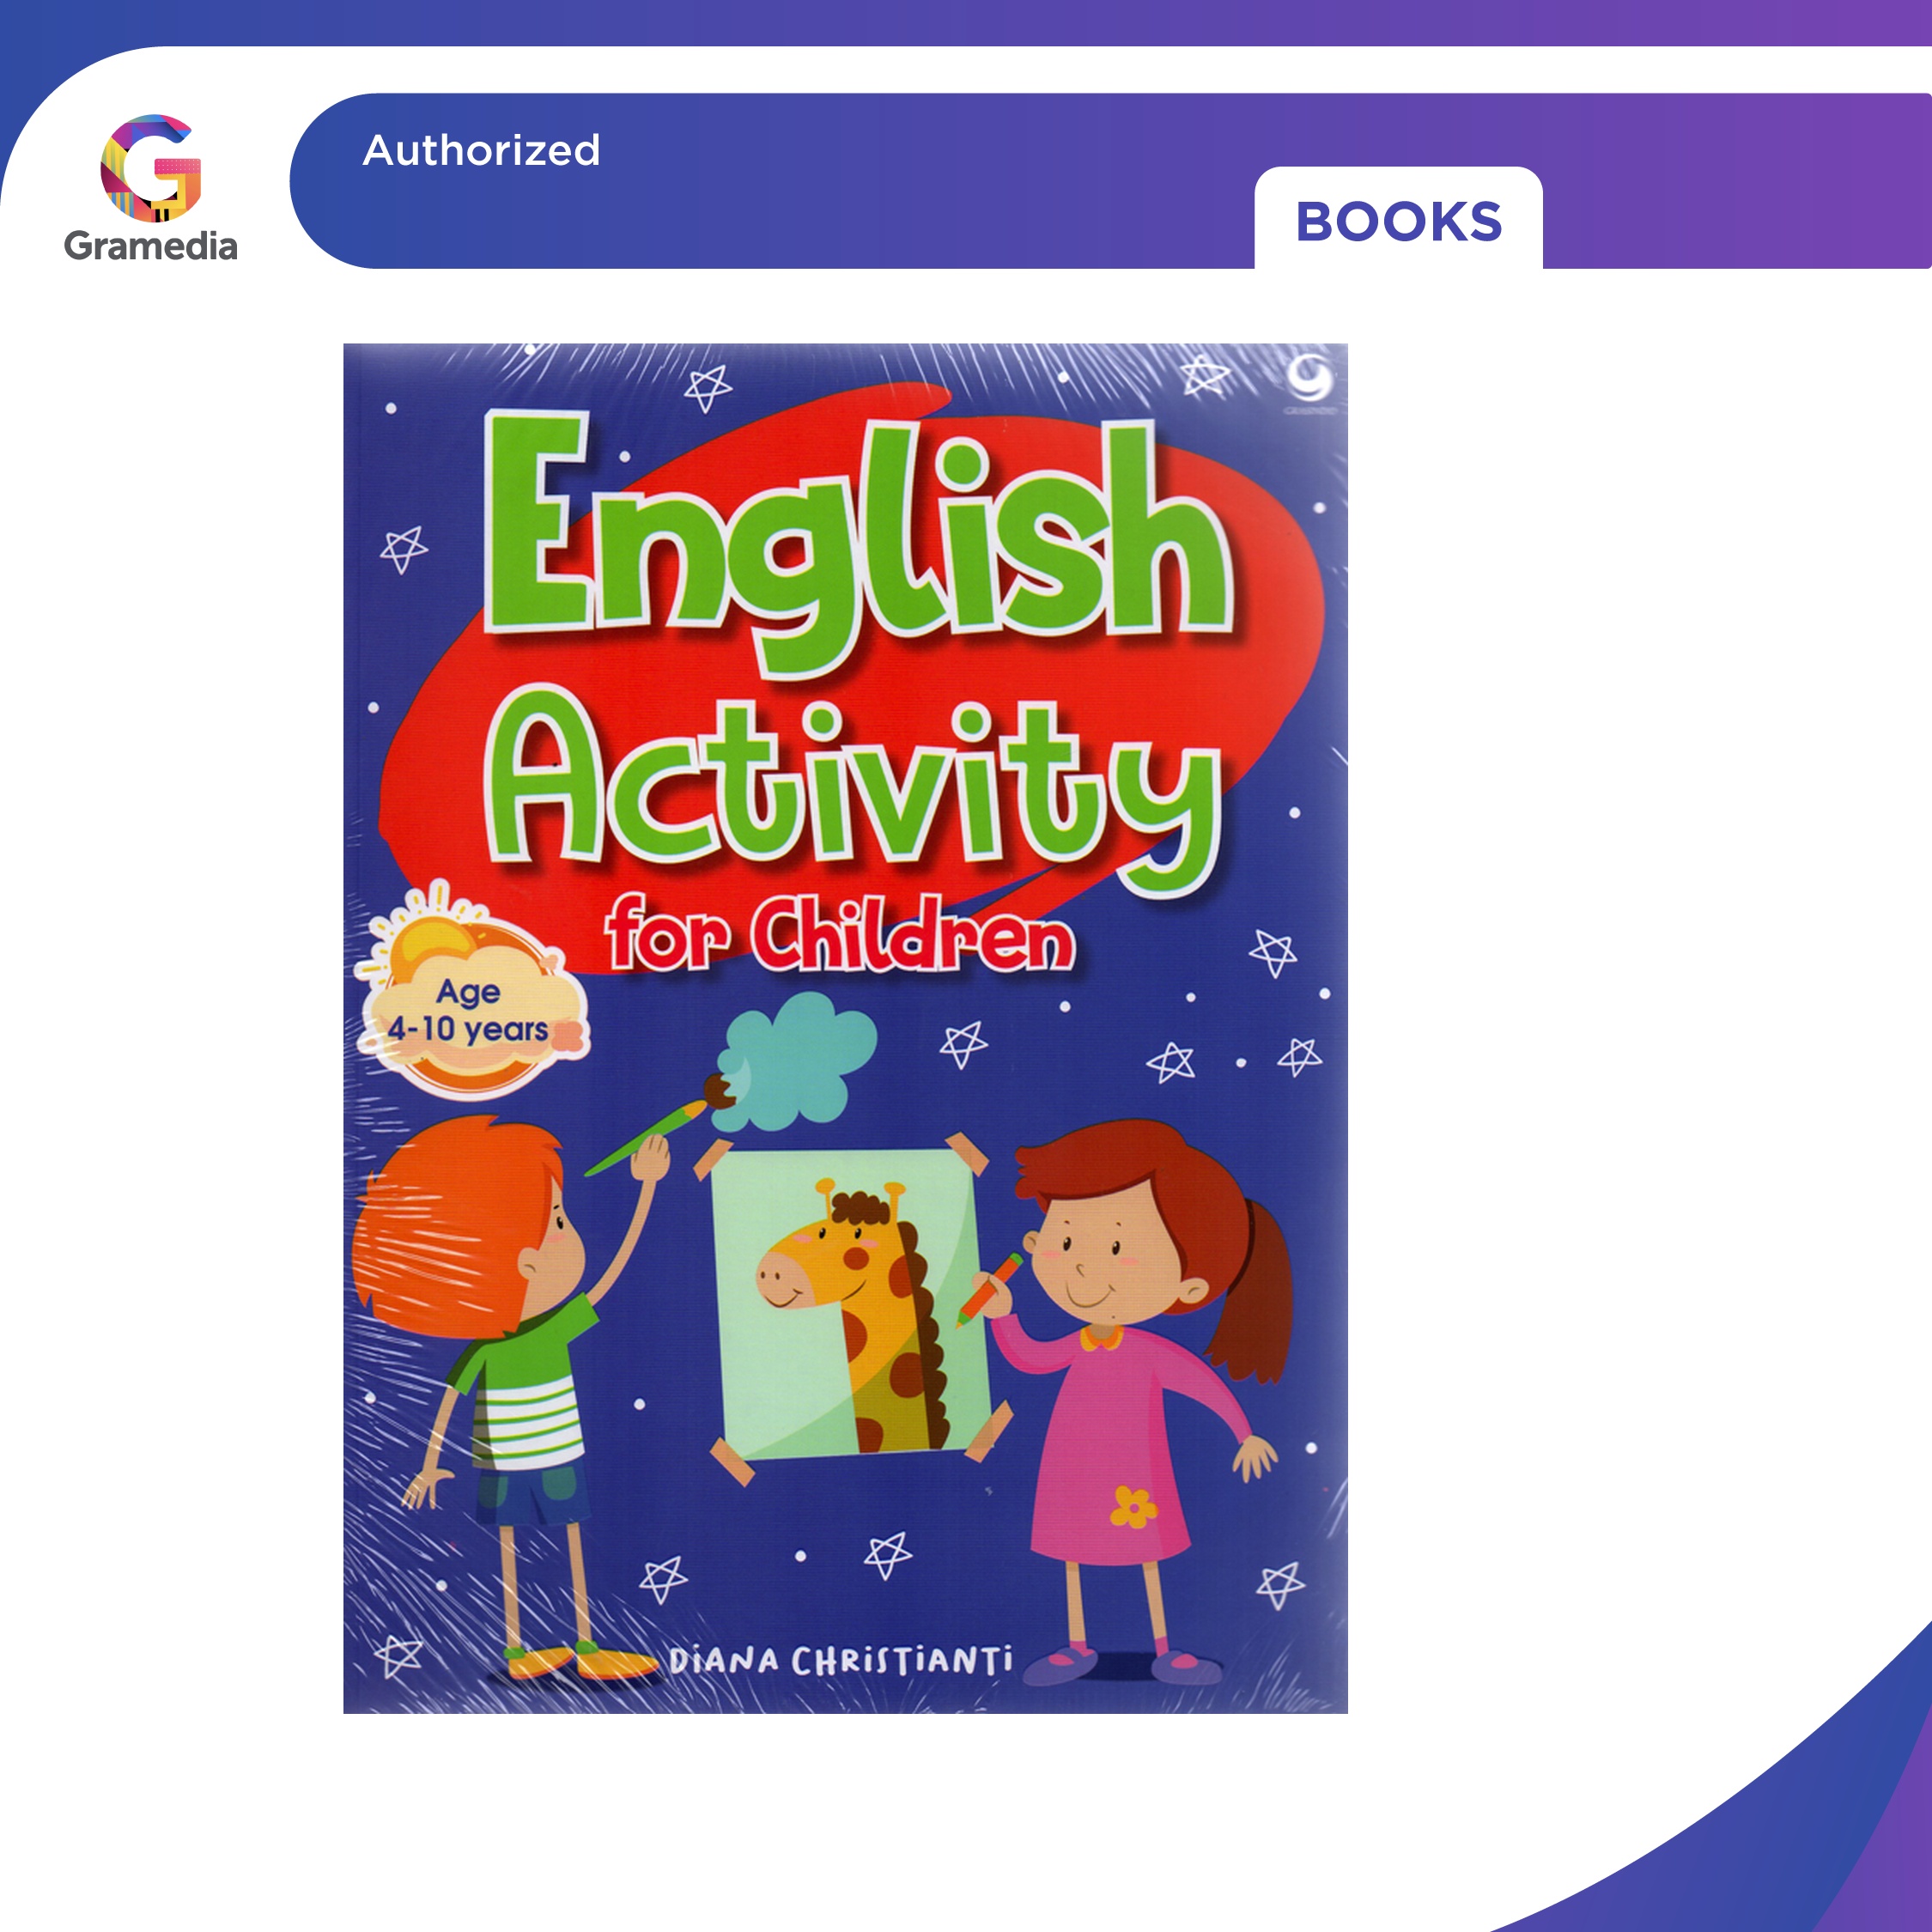 Gramedia
Authorized
BOOKS
English
Activity
for Children
Age
4-10 years
DiANA CHRiSTiANTi